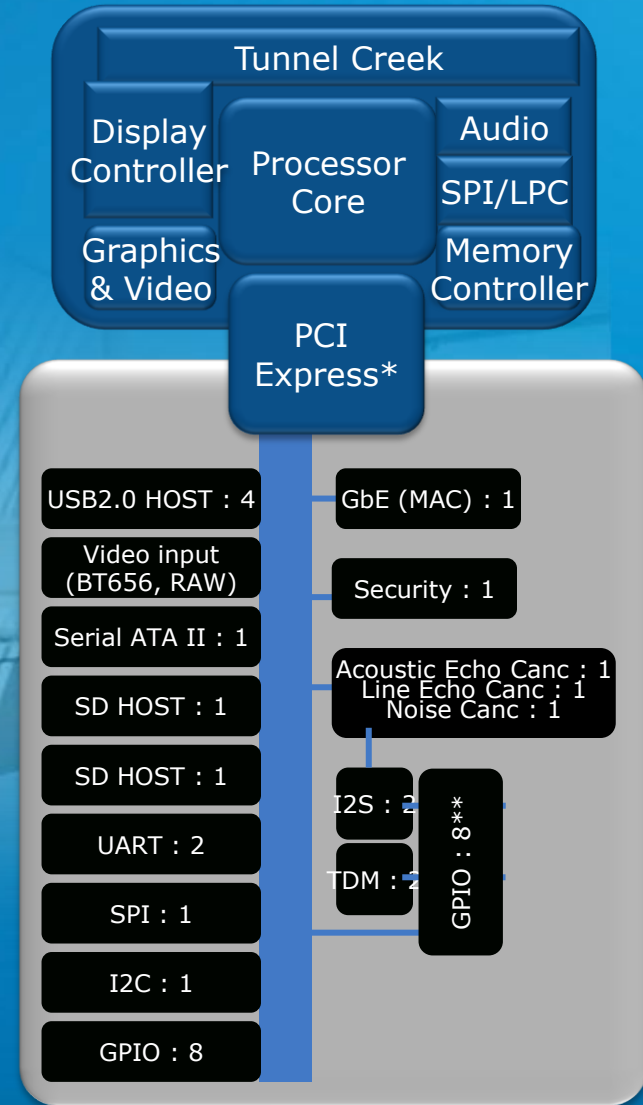 Tunnel Creek
Display
Controller
Processor
Core
Audio
SPI/LPC
Graphics
& Video
Memory
Controller
PCI
Express*
USB2.0 HOST : 4
Video input
(BT656, RAW)
Serial ATA II : 1
SD HOST : 1
SD HOST : 1
UART : 2
SPI : 1
I2C : 1
GPIO : 8
GbE (MAC) : 1
Security : 1
Acoustic Echo Canc : 1
Line Echo Canc : 1
Noise Canc : 1
I2S : 2
TDM : 2
GPIO : 8**